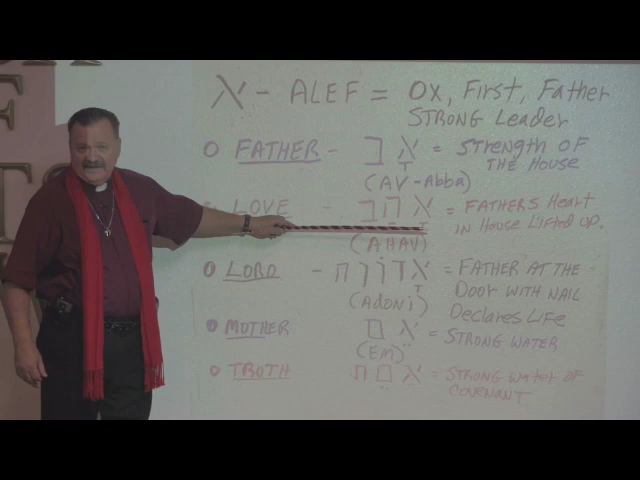 א – ALEF = OX, First, Father
STRONG Leader
FATHER – אב = Strength OF THE House
(AV-Abba)
LOVE – אהב = FATHERS Heart IN House Lifted UP.
(AHAV)
LORD – = FATHER AT THE Door WITH NAIL Declares LIFE
(Adoni)
MOTHER אם = STRONG WATER
(EM)
TRUTH אםת = STRONG WATER OF COVENANT